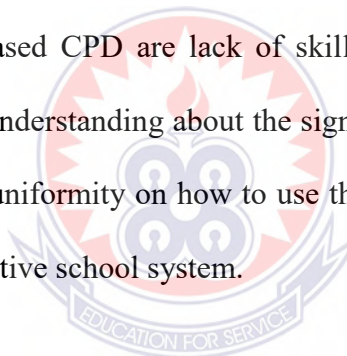 ased CPD are lack of skill
nderstanding about the sign
uniformity on how to use th
tive school system.
EDUCATION FOR SERVICE